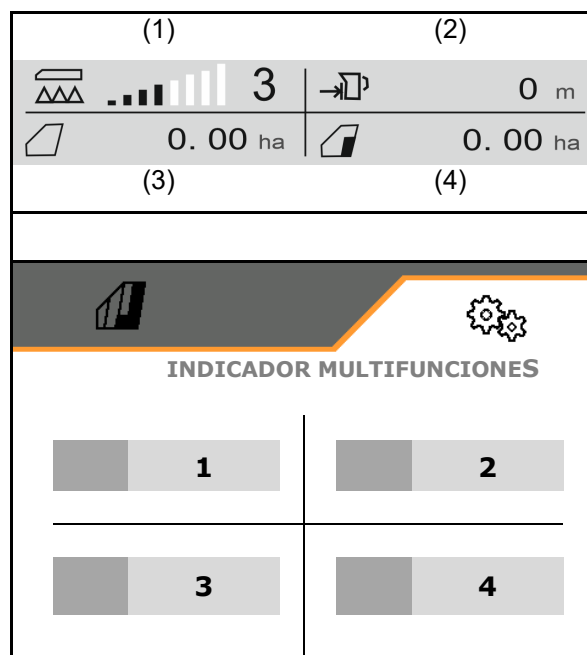 (1) (2)
3 0 m
0.00 ha 0.00 ha
(3) (4)
INDICADOR MULTIFUNCIONES
1 2
3 4